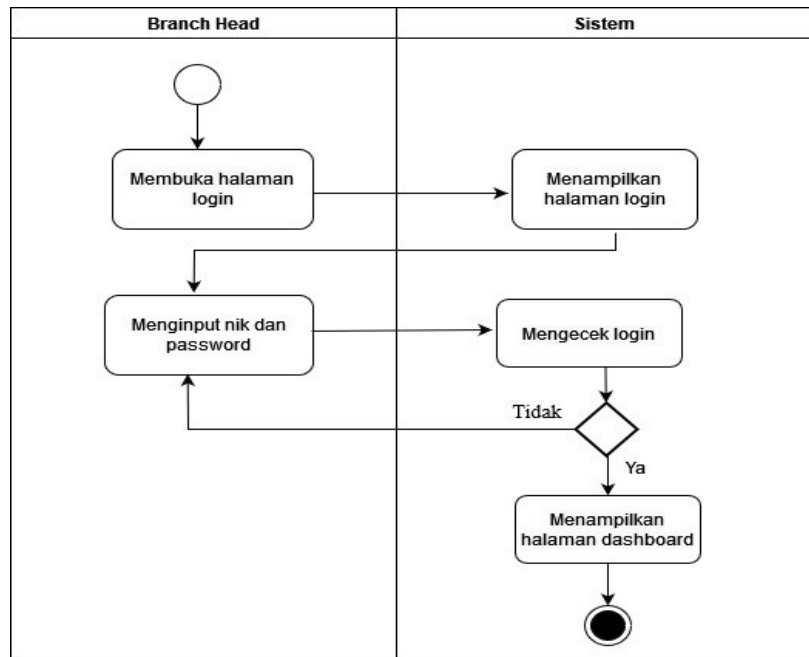 Branch Head
Sistem
Membuka halaman
login
Menampilkan
halaman login
Menginput nik dan
password
Mengecek login
Tidak
Ya
Menampilkan
halaman dashboard